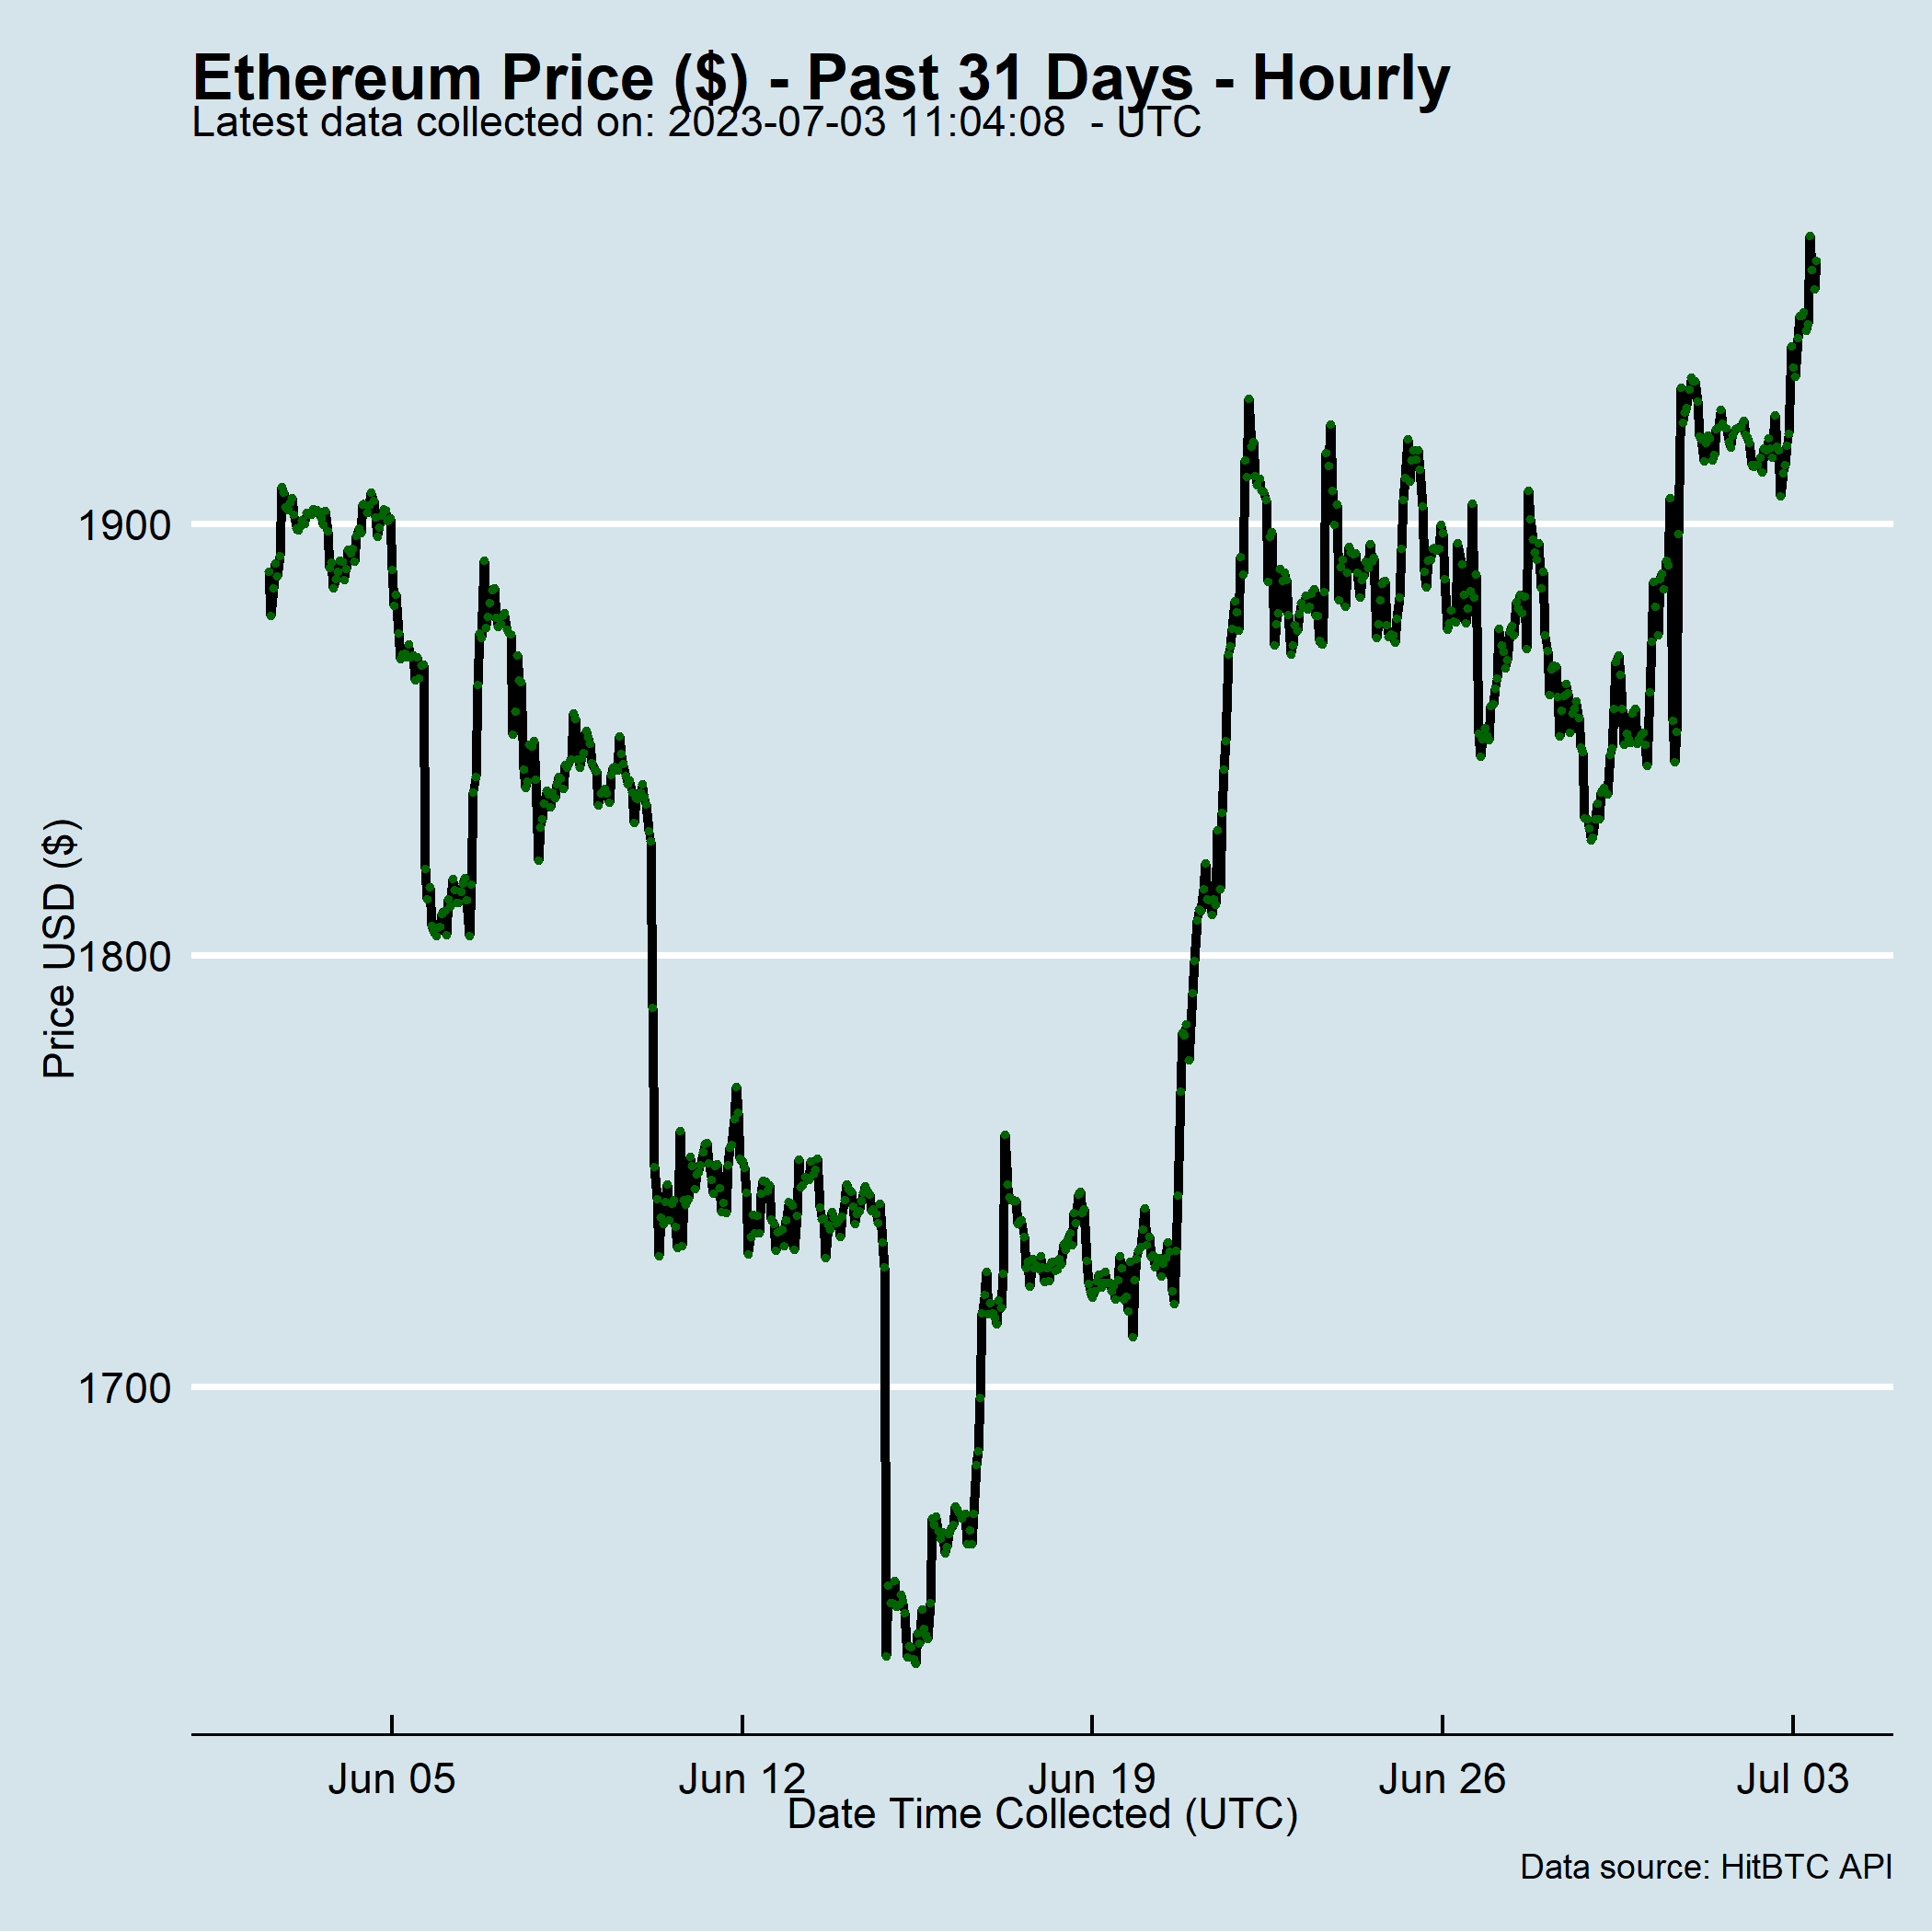 Ethereum Price ($) - Past 31 Days - Hourly
Latest data collected on: 2023-07-03 11:04:08  - UTC
1900
1800
1700
Price USD ($)
Jun 05
Jun 12
Jun 19
Jun 26
Jul 03
Date Time Collected (UTC)
Data source: HitBTC API